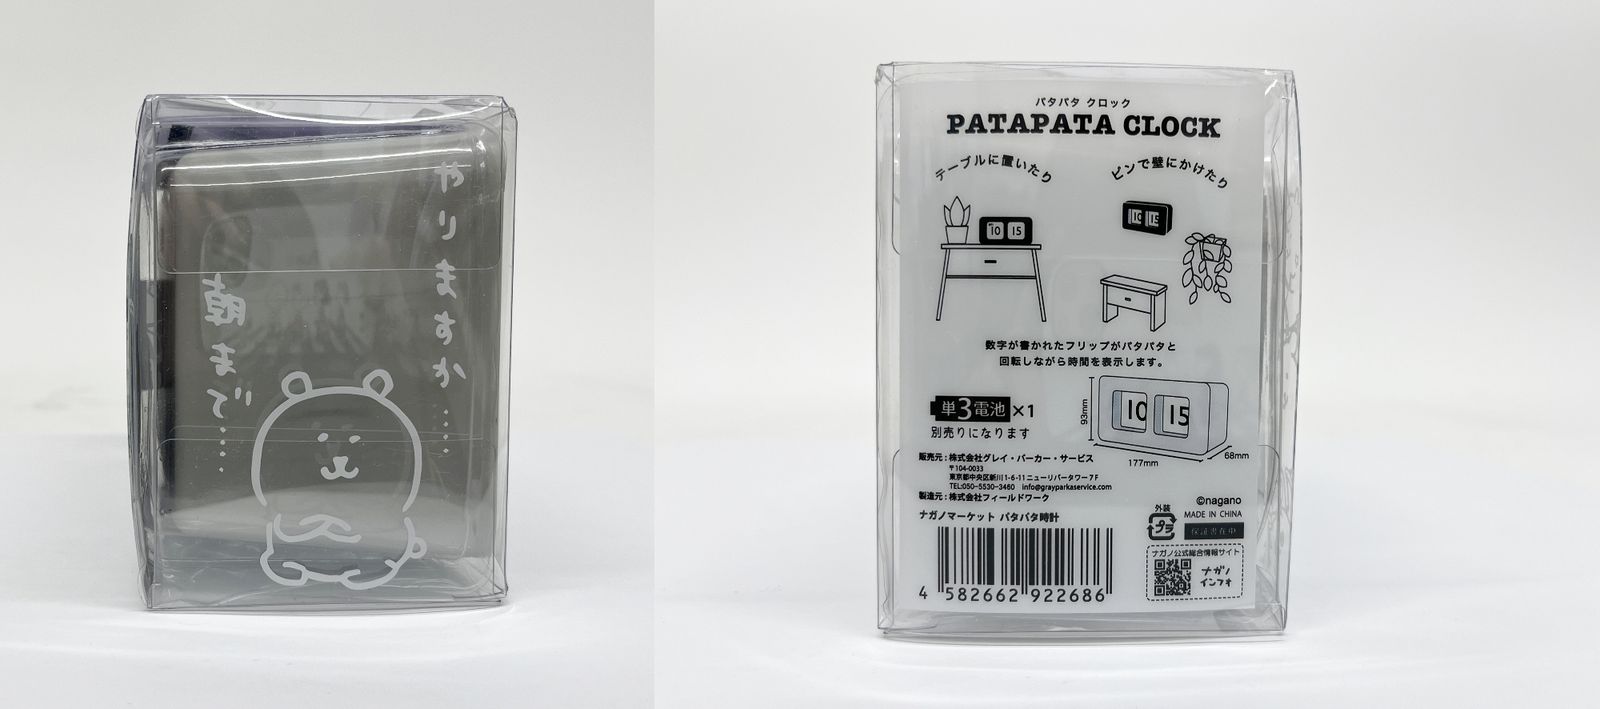 やりますか……
朝まで……
パタパタ クロック
PATAPATA CLOCK
テーブルに置いたり
ピンで壁にかけたり
10 15
10 15
数字が書かれたフリップがパタパタと
回転しながら時間を表示します。
単3電池×1
別売りになります
93mm
10 15
177mm
68mm
販売元：株式会社グレイ・パーカー・サービス
〒104-0033
東京都中央区新川1-6-11ニューリバータワー7F
TEL:050-5530-3460 info@grayparkaservice.com
製造元：株式会社フィールドワーク
ナガノマーケット パタパタ時計
4 582662 922686
©nagano
外装
プラ
MADE IN CHINA
保証書在中
ナガノ公式総合情報サイト
ナガノ
インフォ